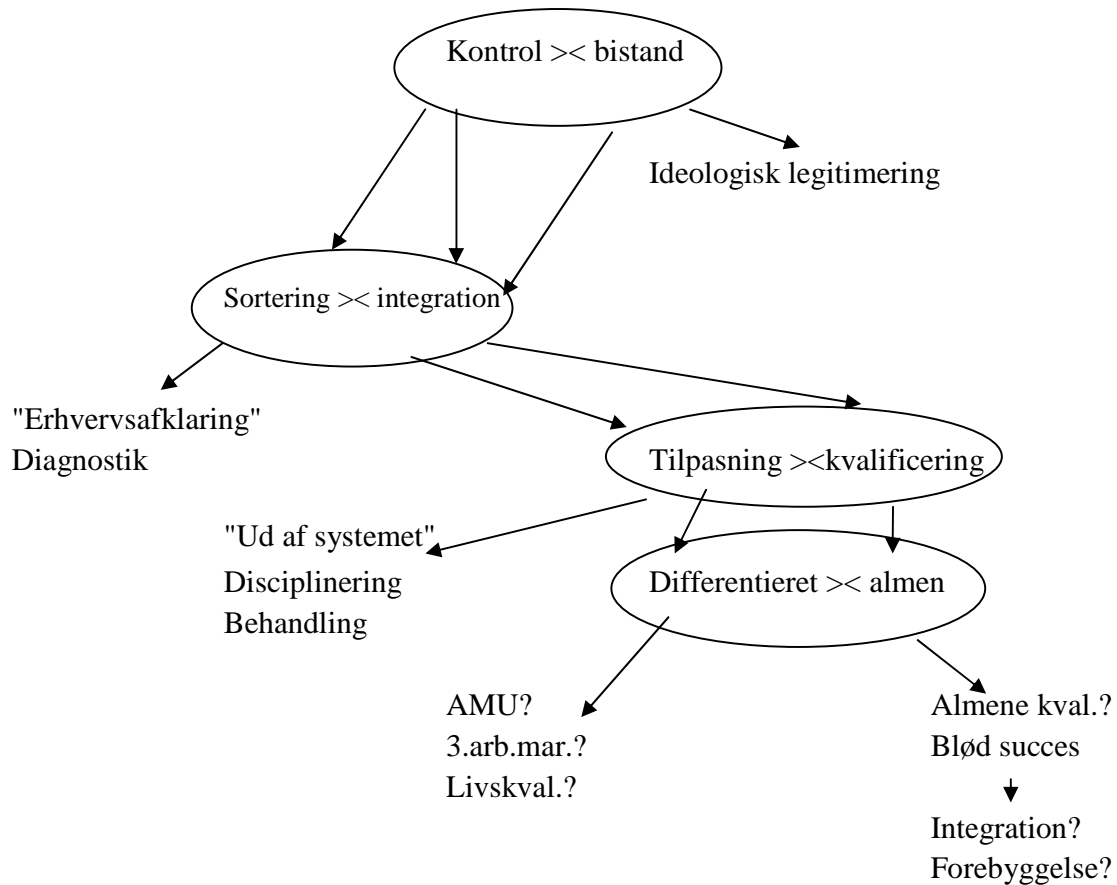 Kontrol >< bistand
Ideologisk legitimering
Sortering >< integration
"Erhvervsafklaring"
Diagnostik
Tilpasning ><kvalificering
"Ud af systemet"
Disciplinering
Behandling
Differentieret >< almen
AMU?
3.arb.mar.?
Livskval.?
Almene kval.?
Blød succes
Integration?
Forebyggelse?